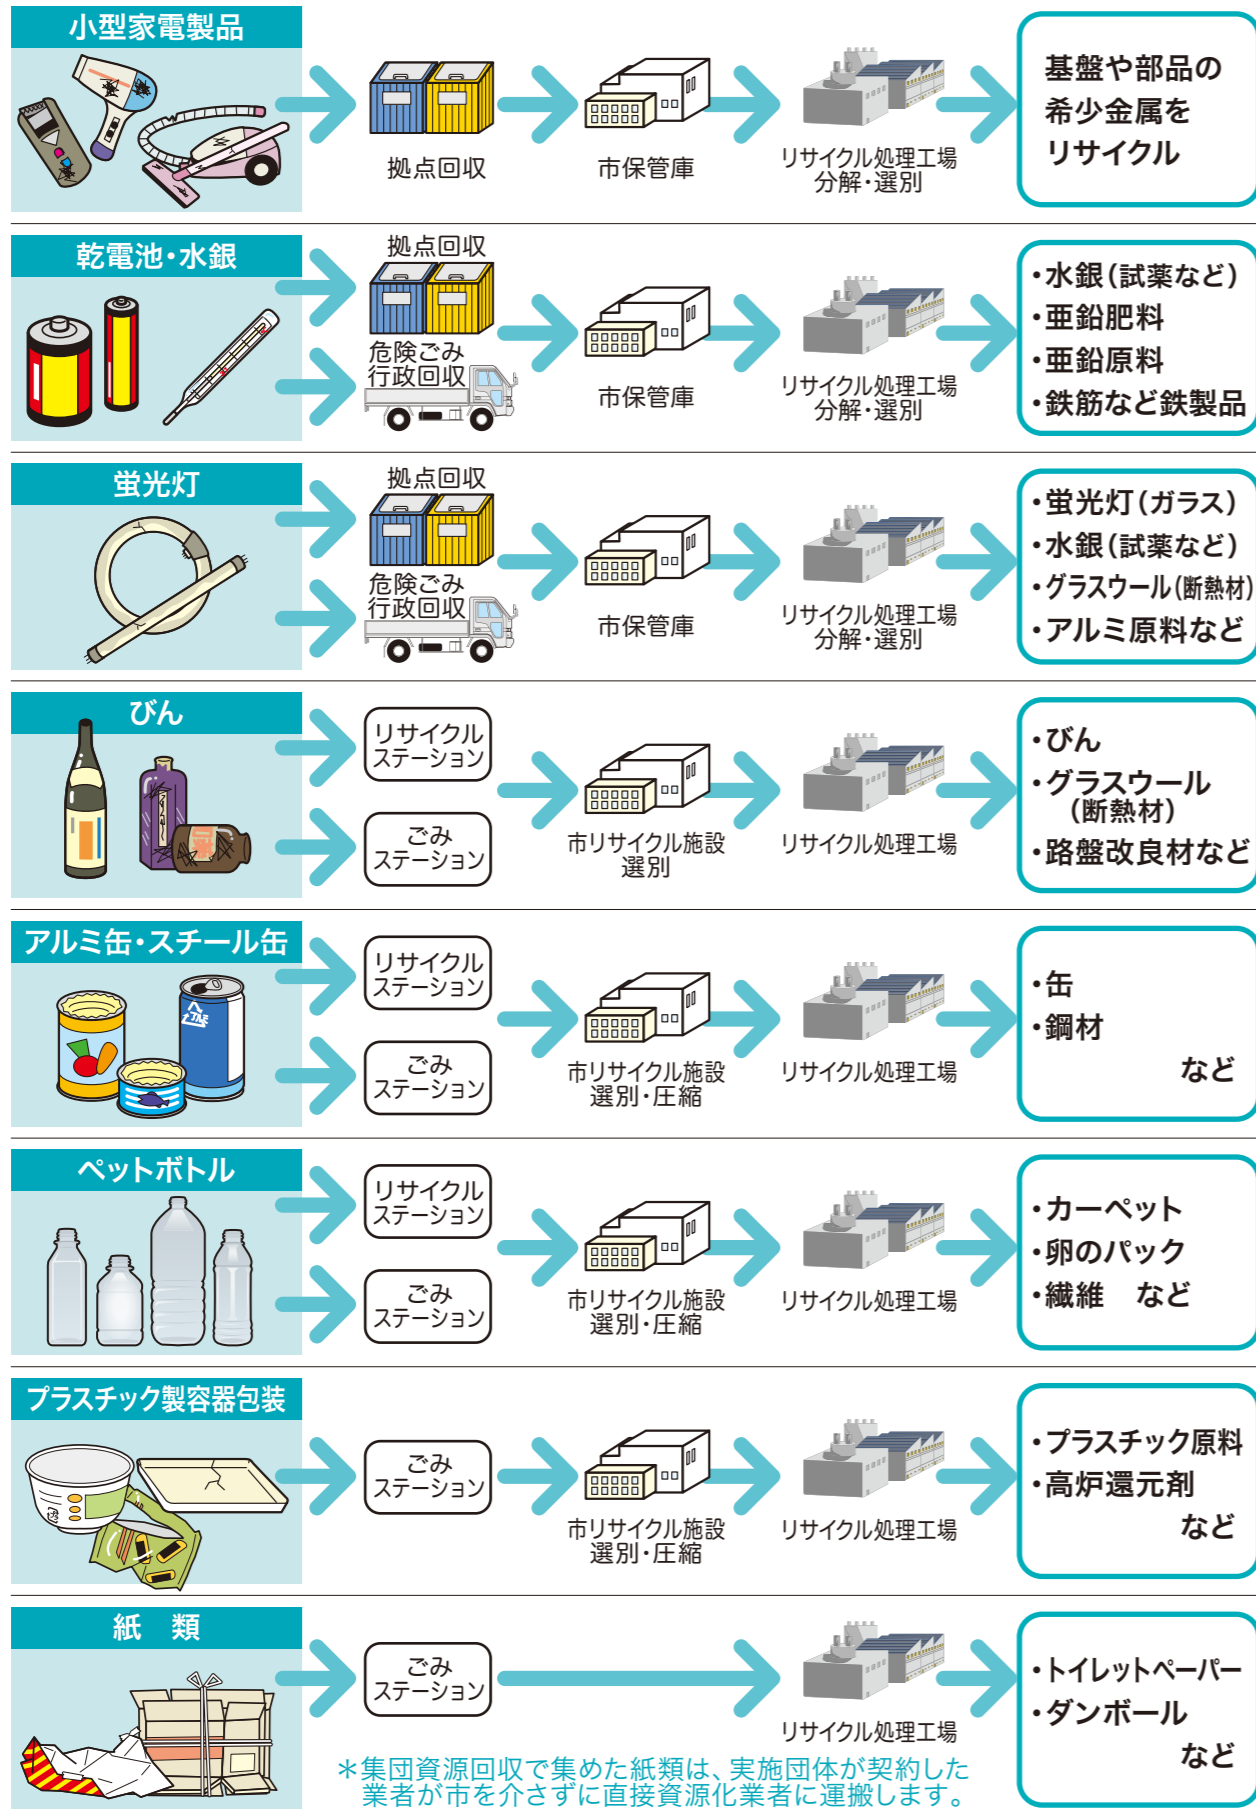 小型家電製品
拠点回収
市保管庫
リサイクル処理工場
分解・選別
基盤や部品の
希少金属を
リサイクル
乾電池・水銀
拠点回収
危険ごみ
行政回収
市保管庫
リサイクル処理工場
分解・選別
・水銀(試薬など)
・亜鉛肥料
・亜鉛原料
・鉄筋など鉄製品
蛍光灯
拠点回収
危険ごみ
行政回収
市保管庫
リサイクル処理工場
分解・選別
・蛍光灯(ガラス)
・水銀(試薬など)
・グラスウール(断熱材)
・アルミ原料など
びん
リサイクル
ステーション
ごみ
ステーション
市リサイクル施設
選別
リサイクル処理工場
・びん
・グラスウール
(断熱材)
・路盤改良材など
アルミ缶・スチール缶
アルミ
リサイクル
ステーション
ごみ
ステーション
市リサイクル施設
選別・圧縮
リサイクル処理工場
・缶
・鋼材
など
ペットボトル
リサイクル
ステーション
ごみ
ステーション
市リサイクル施設
選別・圧縮
リサイクル処理工場
・カーペット
・卵のパック
・繊維　など
プラスチック製容器包装
ごみ
ステーション
市リサイクル施設
選別・圧縮
リサイクル処理工場
・プラスチック原料
・高炉還元剤
など
紙　類
ごみ
ステーション
リサイクル処理工場
・トイレットペーパー
・ダンボール
など
＊集団資源回収で集めた紙類は、実施団体が契約した
業者が市を介さずに直接資源化業者に運搬します。